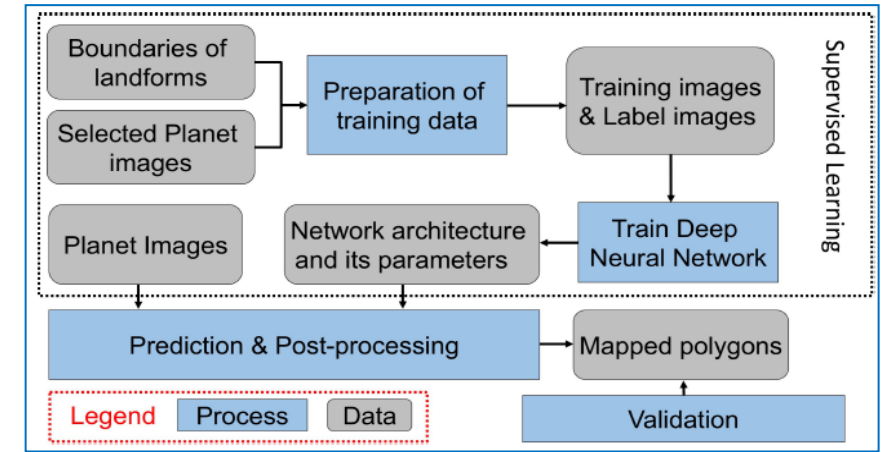 Boundaries of
landforms
Selected Planet
images
Preparation of
training data
Training images
& Label images
Supervised Learning
Planet Images
Network architecture
and its parameters
Train Deep
Neural Network
Prediction & Post-processing
Mapped polygons
Legend
Process
Data
Validation